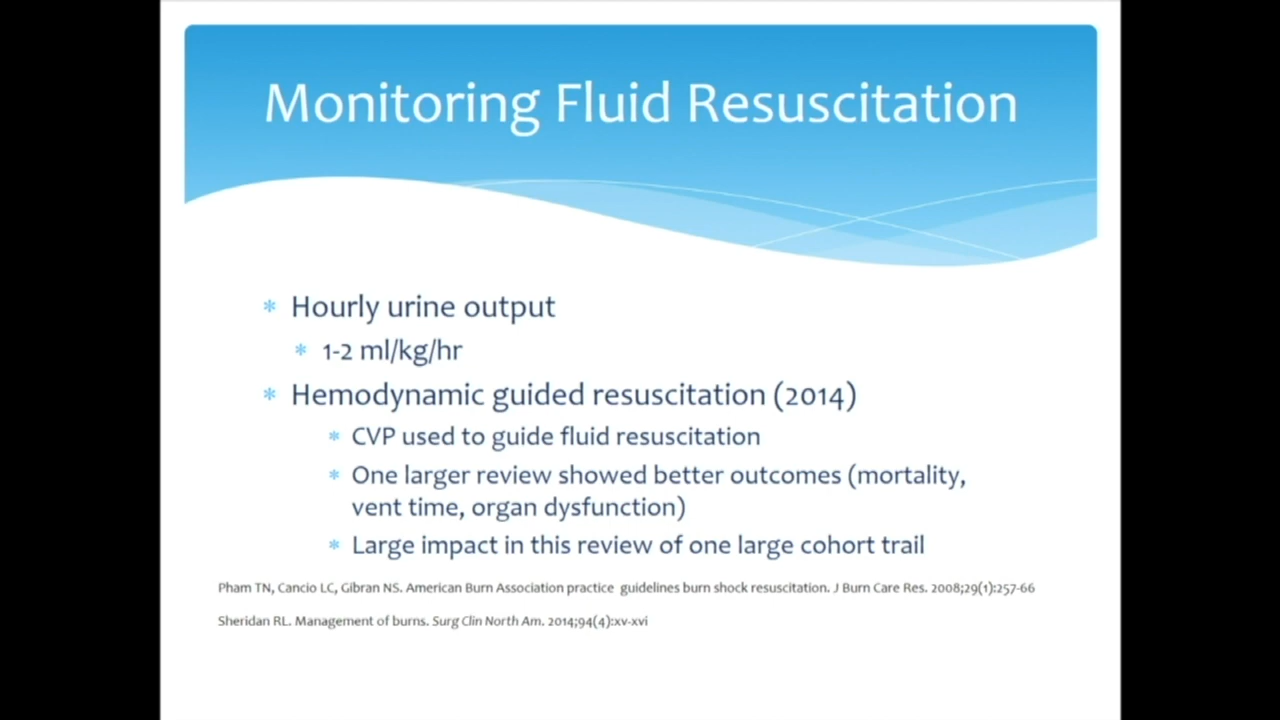 Monitoring Fluid Resuscitation
* Hourly urine output
* 1-2 ml/kg/hr
* Hemodynamic guided resuscitation (2014)
* CVP used to guide fluid resuscitation
* One larger review showed better outcomes (mortality,
vent time, organ dysfunction)
* Large impact in this review of one large cohort trail
Pham TN, Cancio LC, Gibran NS. American Burn Association practice guidelines burn shock resuscitation. J Burn Care Res. 2008;29(1):257-66
Sheridan RL. Management of burns. Surg Clin North Am. 2014;94(4):xv-xvi